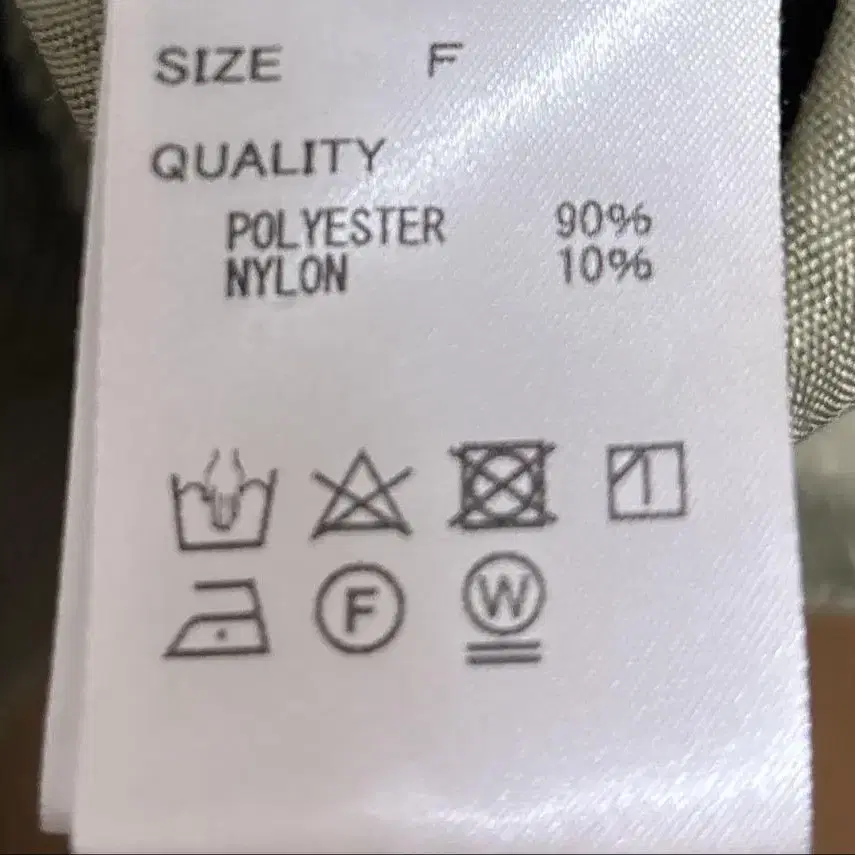 SIZE F
QUALITY
POLYESTER 90%
NYLON 10%
F W